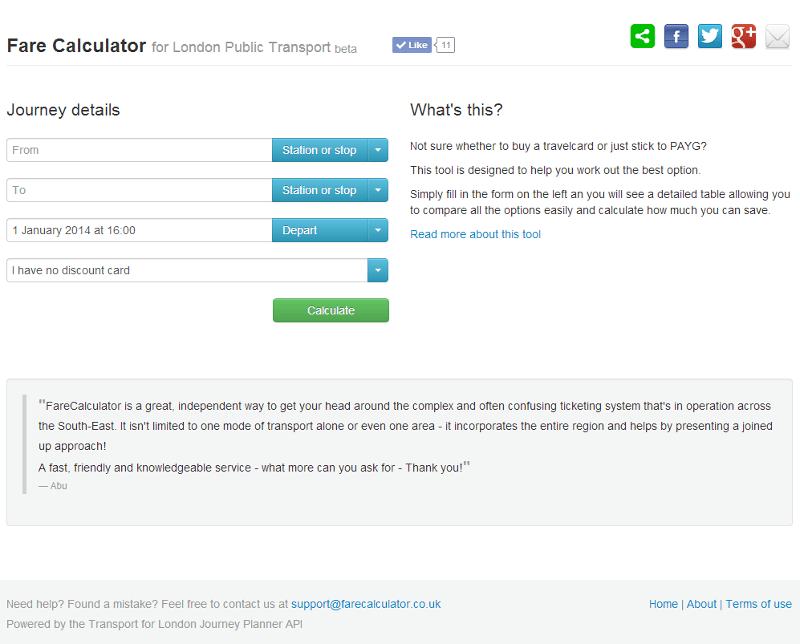 Fare Calculator for London Public Transport beta
Like 11
Journey details
From
Station or stop
To
Station or stop
1 January 2014 at 16:00
Depart
I have no discount card
Calculate
What's this?
Not sure whether to buy a travelcard or just stick to PAYG?
This tool is designed to help you work out the best option.
Simply fill in the form on the left an you will see a detailed table allowing you
to compare all the options easily and calculate how much you can save.
Read more about this tool
"FareCalculator is a great, independent way to get your head around the complex and often confusing ticketing system that's in operation across
the South-East. It isn't limited to one mode of transport alone or even one area - it incorporates the entire region and helps by presenting a joined
up approach!
A fast, friendly and knowledgeable service - what more can you ask for - Thank you!"
— Abu
Need help? Found a mistake? Feel free to contact us at support@farecalculator.co.uk
Home | About | Terms of use
Powered by the Transport for London Journey Planner API